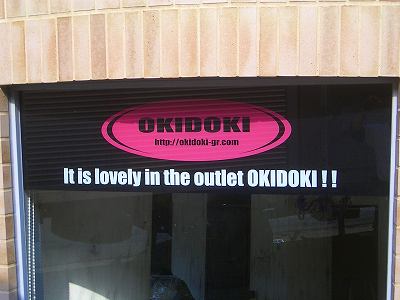 OKIDOKI
http://okidoki-gr.com
It is lovely in the outlet OKIDOKI ! !